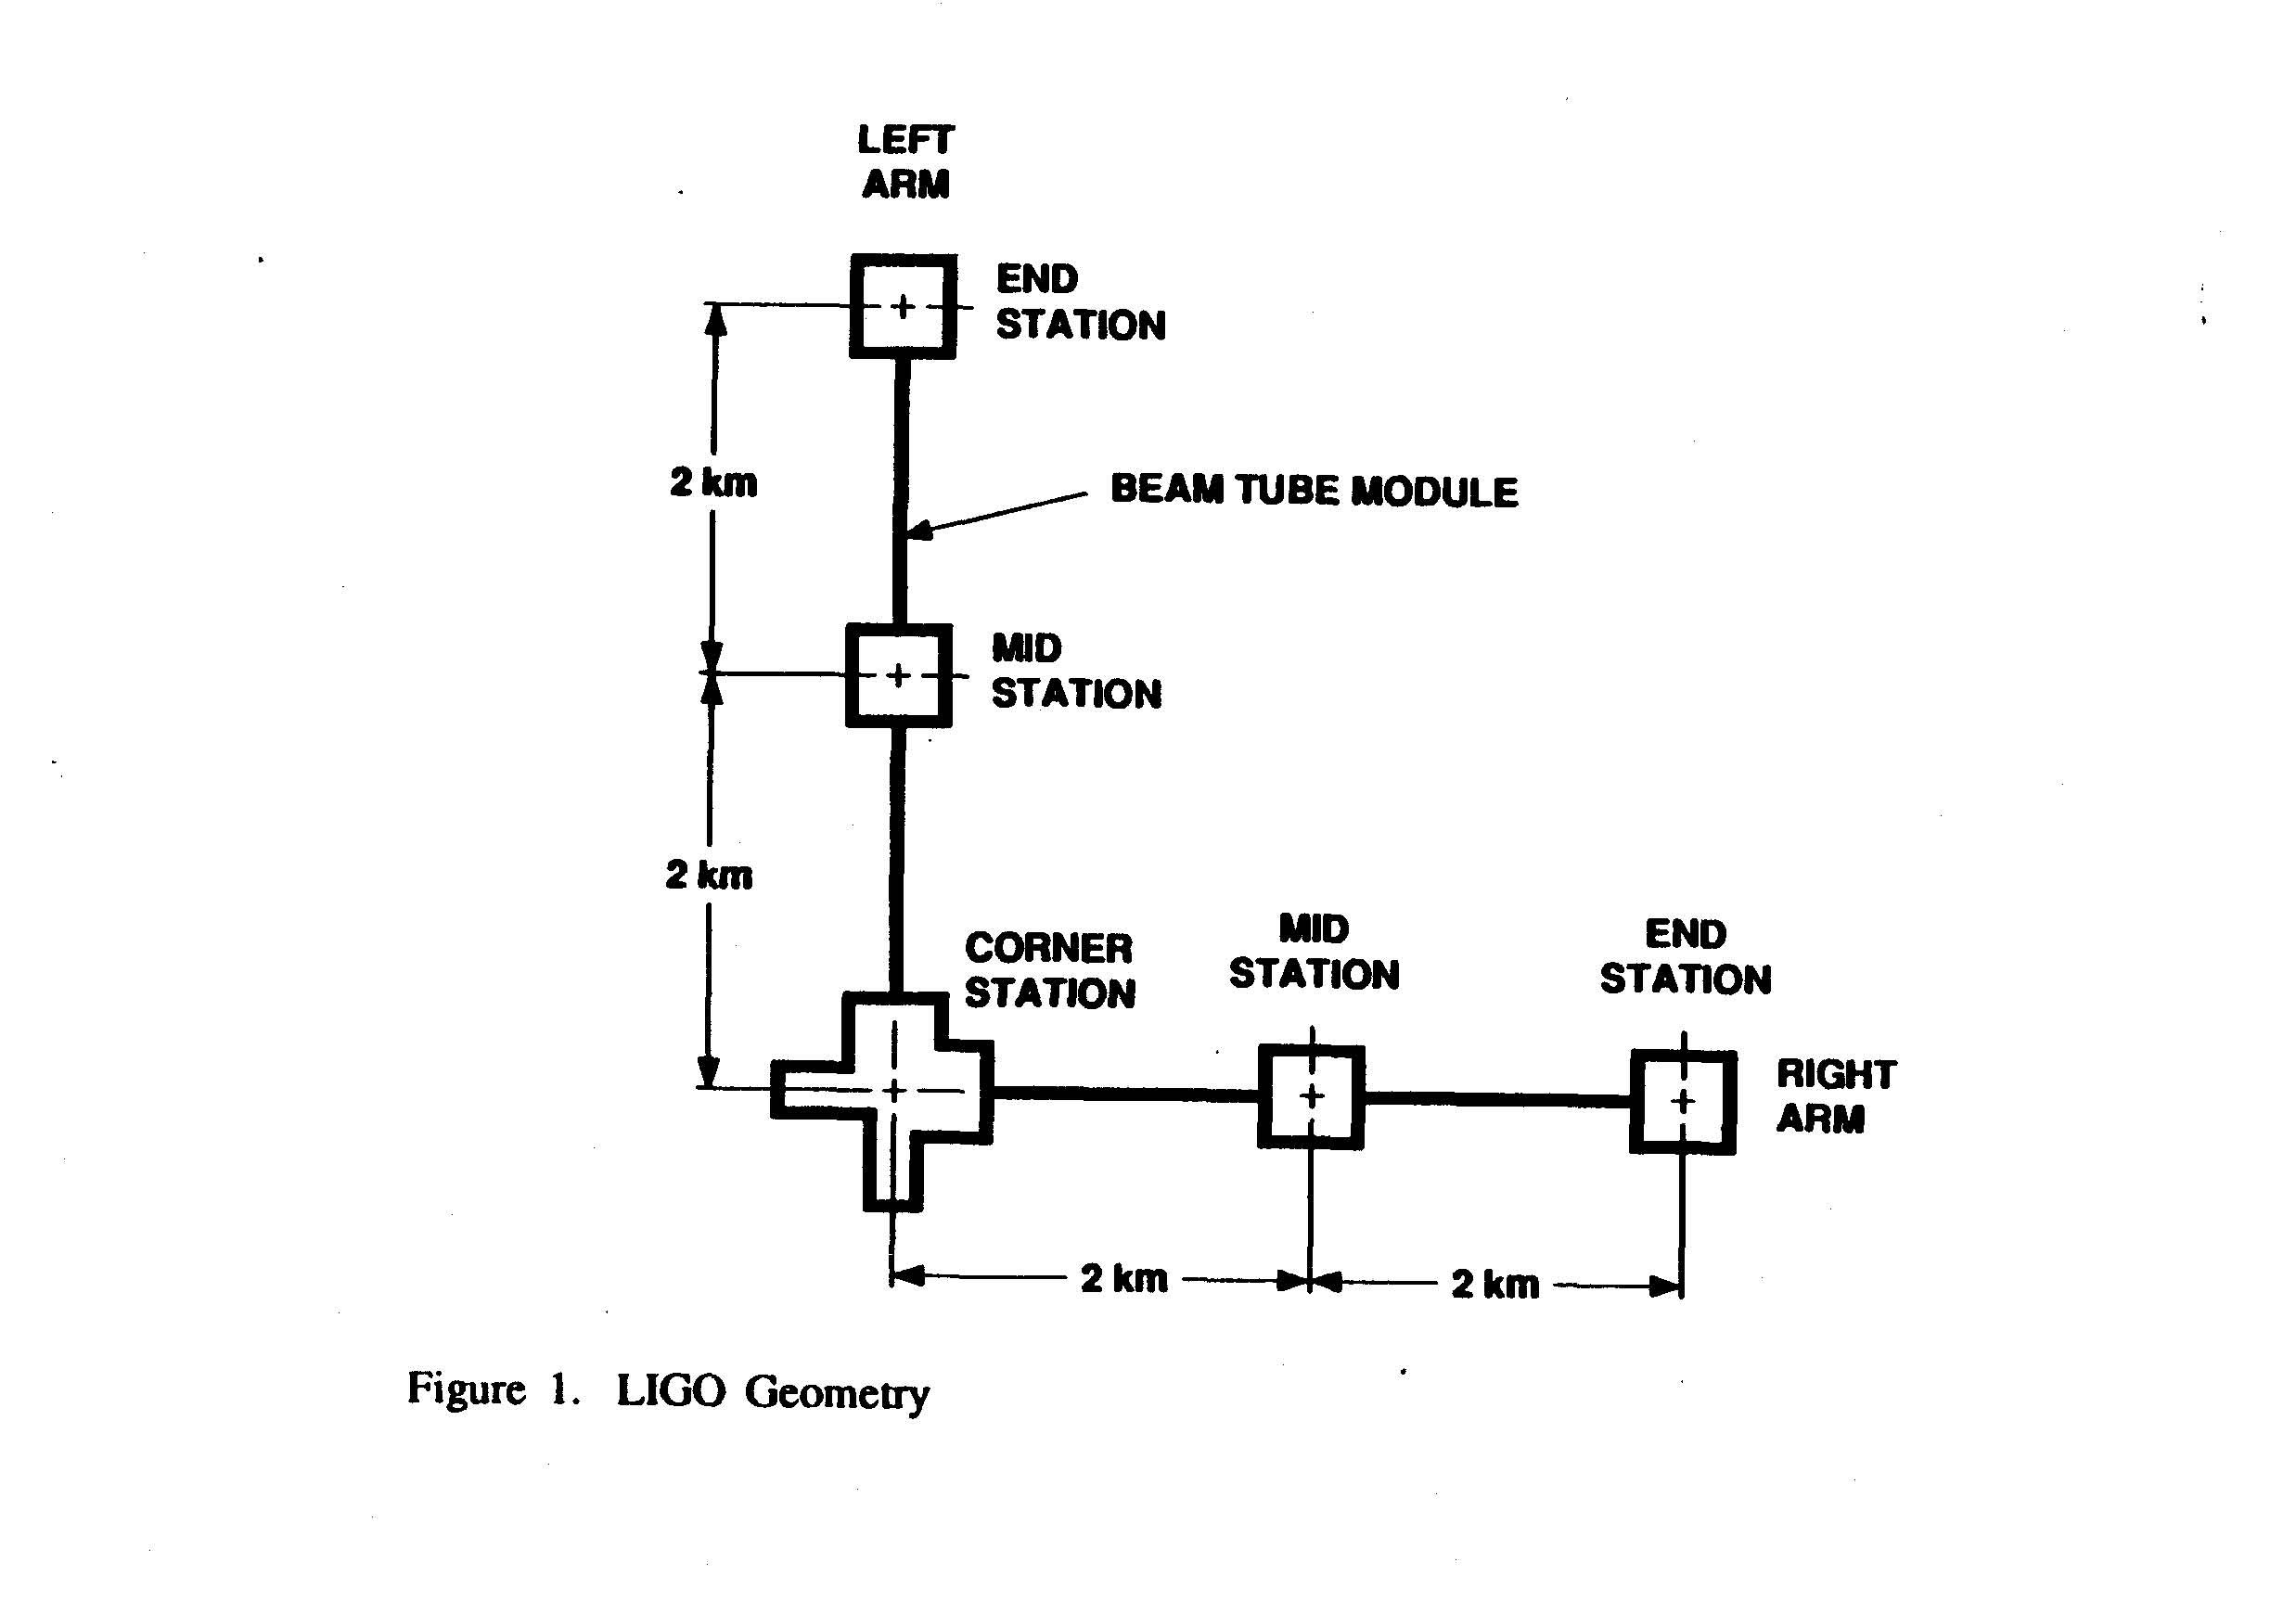 LEFT
ARM
END
STATION
2 km
BEAM TUBE MODULE
MID
STATION
2 km
CORNER
STATION
MID
STATION
END
STATION
RIGHT
ARM
2 km
2 km
Figure 1. LIGO Geometry